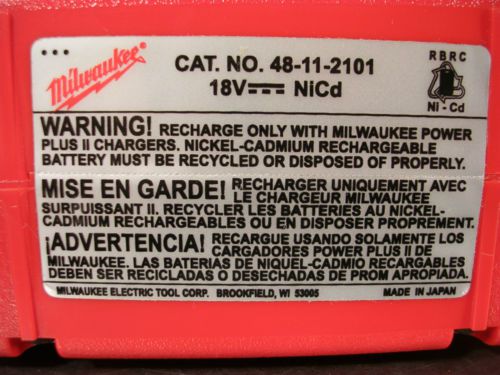 Milwaukee
CAT. NO. 48-11-2101
18V NiCd
RBRC
Ni - Cd
WARNING! RECHARGE ONLY WITH MILWAUKEE POWER
PLUS II CHARGERS. NICKEL-CADMIUM RECHARGEABLE
BATTERY MUST BE RECYCLED OR DISPOSED OF PROPERLY.
MISE EN GARDE! RECHARGER UNIQUEMENT AVEC
LE CHARGEUR MILWAUKEE
SURPUISSANT II. RECYCLER LES BATTERIES AU NICKEL-
CADMIUM RECHARGEABLES OU EN DISPOSER PROPREMENT.
¡ADVERTENCIA! RECARGUE USANDO SOLAMENTE LOS
CARGADORES POWER PLUS II DE
MILWAUKEE. LAS BATERIAS DE NIQUEL-CADMIO RECARGABLES
DEBEN SER RECICLADAS O DESECHADAS DE PROM APROPIADA.
MILWAUKEE ELECTRIC TOOL CORP. BROOKFIELD, WI 53005 MADE IN JAPAN